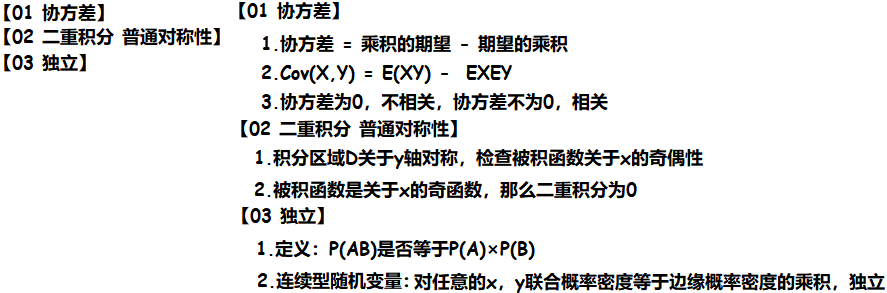 【01 协方差】
【02 二重积分 普通对称性】
【03 独立】
【01 协方差】
1.协方差 = 乘积的期望 - 期望的乘积
2.Cov(X,Y) = E(XY) - EXEY
3.协方差为0，不相关，协方差不为0，相关
【02 二重积分 普通对称性】
1.积分区域D关于y轴对称，检查被积函数关于x的奇偶性
2.被积函数是关于x的奇函数，那么二重积分为0
【03 独立】
1.定义：P(AB)是否等于P(A)×P(B)
2.连续型随机变量：对任意的x，y联合概率密度等于边缘概率密度的乘积，独立